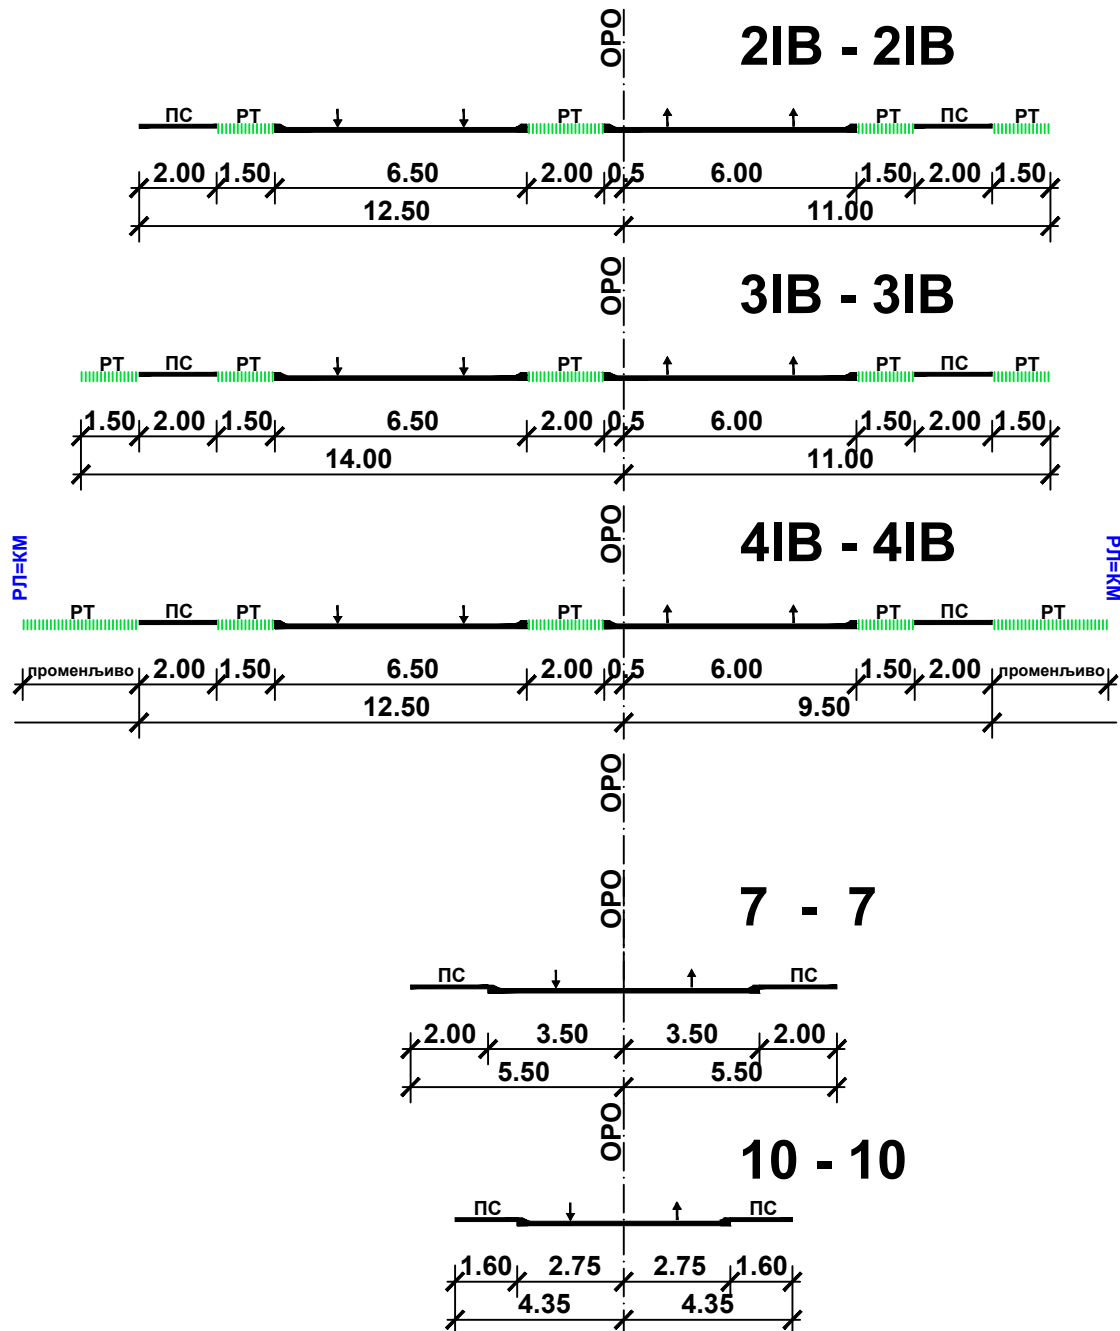 ОРО
2IB - 2IB
ПС РТ РТ РТ ПС РТ
2.00 1.50 6.50 2.00 0.5 6.00 1.50 2.00 1.50
12.50 11.00
ОРО
3IB - 3IB
РТ ПС РТ РТ РТ ПС РТ
1.50 2.00 1.50 6.50 2.00 0.5 6.00 1.50 2.00 1.50
14.00 11.00
ОРО
4IB - 4IB
РЛ=КМ РЛ=КМ
РТ ПС РТ РТ РТ ПС РТ
променљиво 2.00 1.50 6.50 2.00 0.5 6.00 1.50 2.00 променљиво
12.50 9.50
ОРО
ОРО
7 - 7
ПС ПС
2.00 3.50 3.50 2.00
5.50 5.50
ОРО
10 - 10
ПС ПС
1.60 2.75 2.75 1.60
4.35 4.35